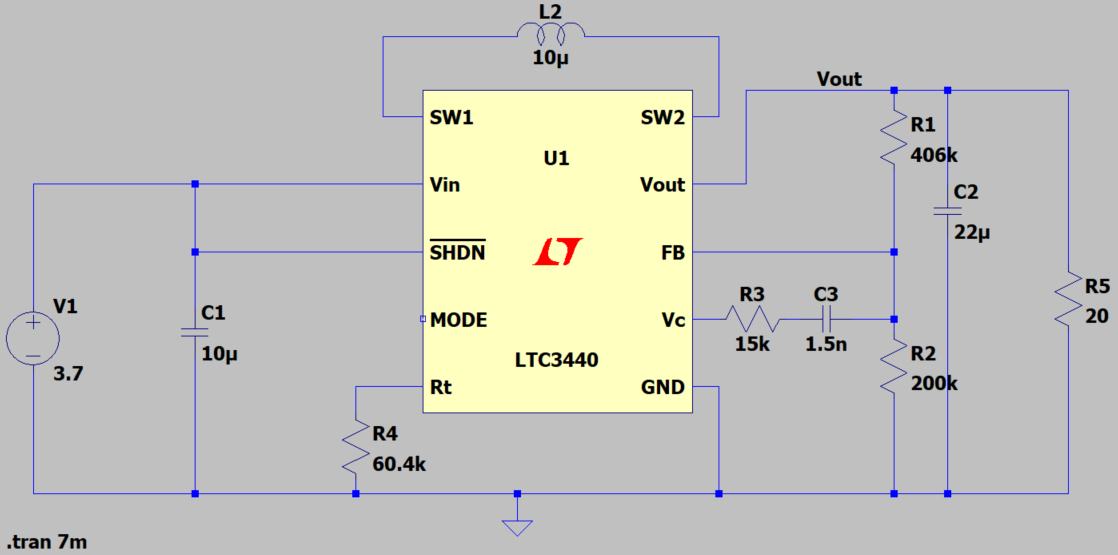 L2
10µ
Vout
SW1
SW2
R1
406k
U1
Vin
Vout
C2
22µ
SHDN
FB
V1
3.7
C1
10µ
MODE
Vc
R3
15k
C3
1.5n
R5
20
LTC3440
R2
200k
Rt
GND
R4
60.4k
.tran 7m